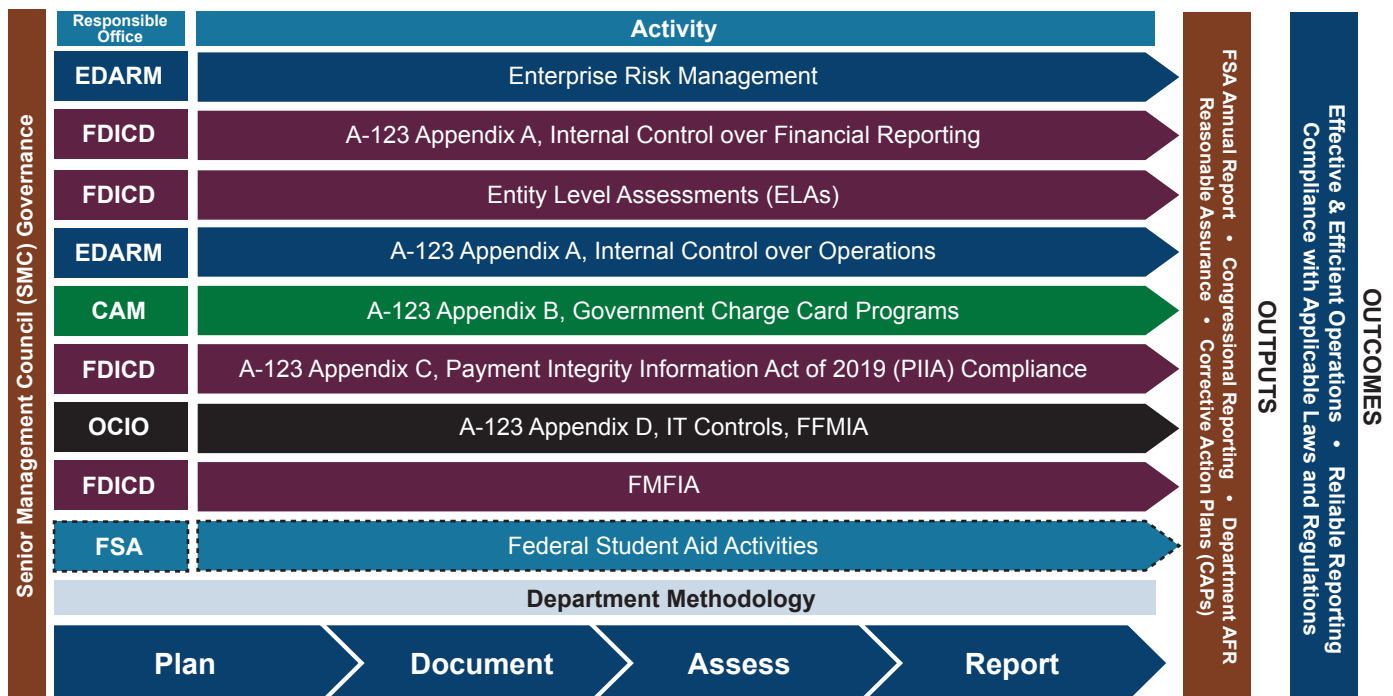 Senior Management Council (SMC) Governance
Responsible
Office
Activity
EDARM
Enterprise Risk Management
FDICD
A-123 Appendix A, Internal Control over Financial Reporting
FDICD
Entity Level Assessments (ELAs)
EDARM
A-123 Appendix A, Internal Control over Operations
CAM
A-123 Appendix B, Government Charge Card Programs
FDICD
A-123 Appendix C, Payment Integrity Information Act of 2019 (PIIA) Compliance
OCIO
A-123 Appendix D, IT Controls, FFMIA
FDICD
FMFIA
FSA
Federal Student Aid Activities
Department Methodology
Plan
Document
Assess
Report
FSA Annual Report • Congressional Reporting • Department AFR
Reasonable Assurance • Corrective Action Plans (CAPs)
OUTPUTS
Effective & Efficient Operations • Reliable Reporting
Compliance with Applicable Laws and Regulations
OUTCOMES